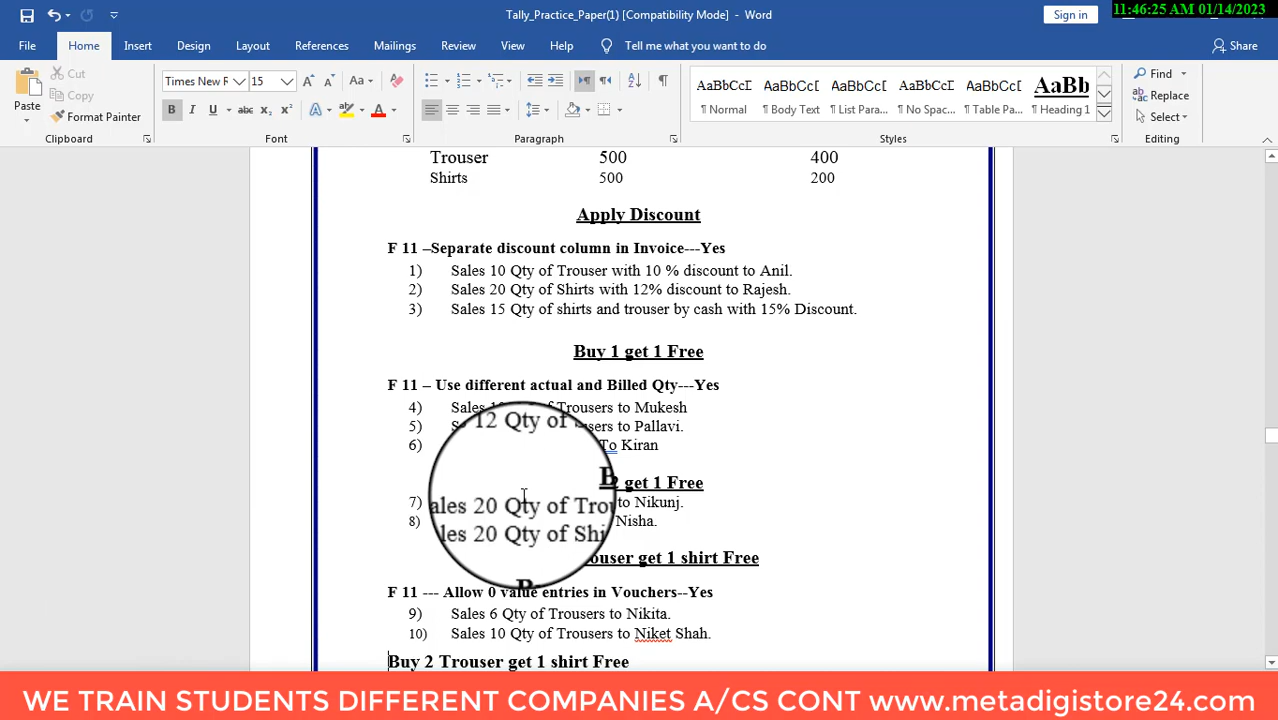 Tally_Practice_Paper(1) [Compatibility Mode] - Word
Sign in
11:46:25 AM 01/14/2023
File Home Insert Design Layout References Mailings Review View Help Tell me what you want to do Share
Paste
Cut
Copy
Format Painter
Clipboard
Times New R 15
Font
Paragraph
AaBbCcI AaBbCcI AaBbCcI AaBbCcI AaBbCcI AaBb
¶ Normal ¶ Body Text ¶ List Para... ¶ No Spac... ¶ Table Pa... ¶ Heading 1
Styles
Find
Replace
Select
Editing
Trouser 500 400
Shirts 500 200
Apply Discount
F 11 –Separate discount column in Invoice---Yes
1) Sales 10 Qty of Trouser with 10 % discount to Anil.
2) Sales 20 Qty of Shirts with 12% discount to Rajesh.
3) Sales 15 Qty of shirts and trouser by cash with 15% Discount.
Buy 1 get 1 Free
F 11 – Use different actual and Billed Qty---Yes
4) Sales Trousers to Mukesh
5) sers to Pallavi.
6) 12 Qty of To Kiran
B 2 get 1 Free
7) ales 20 Qty of Trou to Nikunj.
8) les 20 Qty of Shi Nisha.
ouser get 1 shirt Free
F 11 --- Allow 0 value entries in Vouchers--Yes
9) Sales 6 Qty of Trousers to Nikita.
10) Sales 10 Qty of Trousers to Niket Shah.
Buy 2 Trouser get 1 shirt Free
WE TRAIN STUDENTS DIFFERENT COMPANIES A/CS CONT www.metadigistore24.com